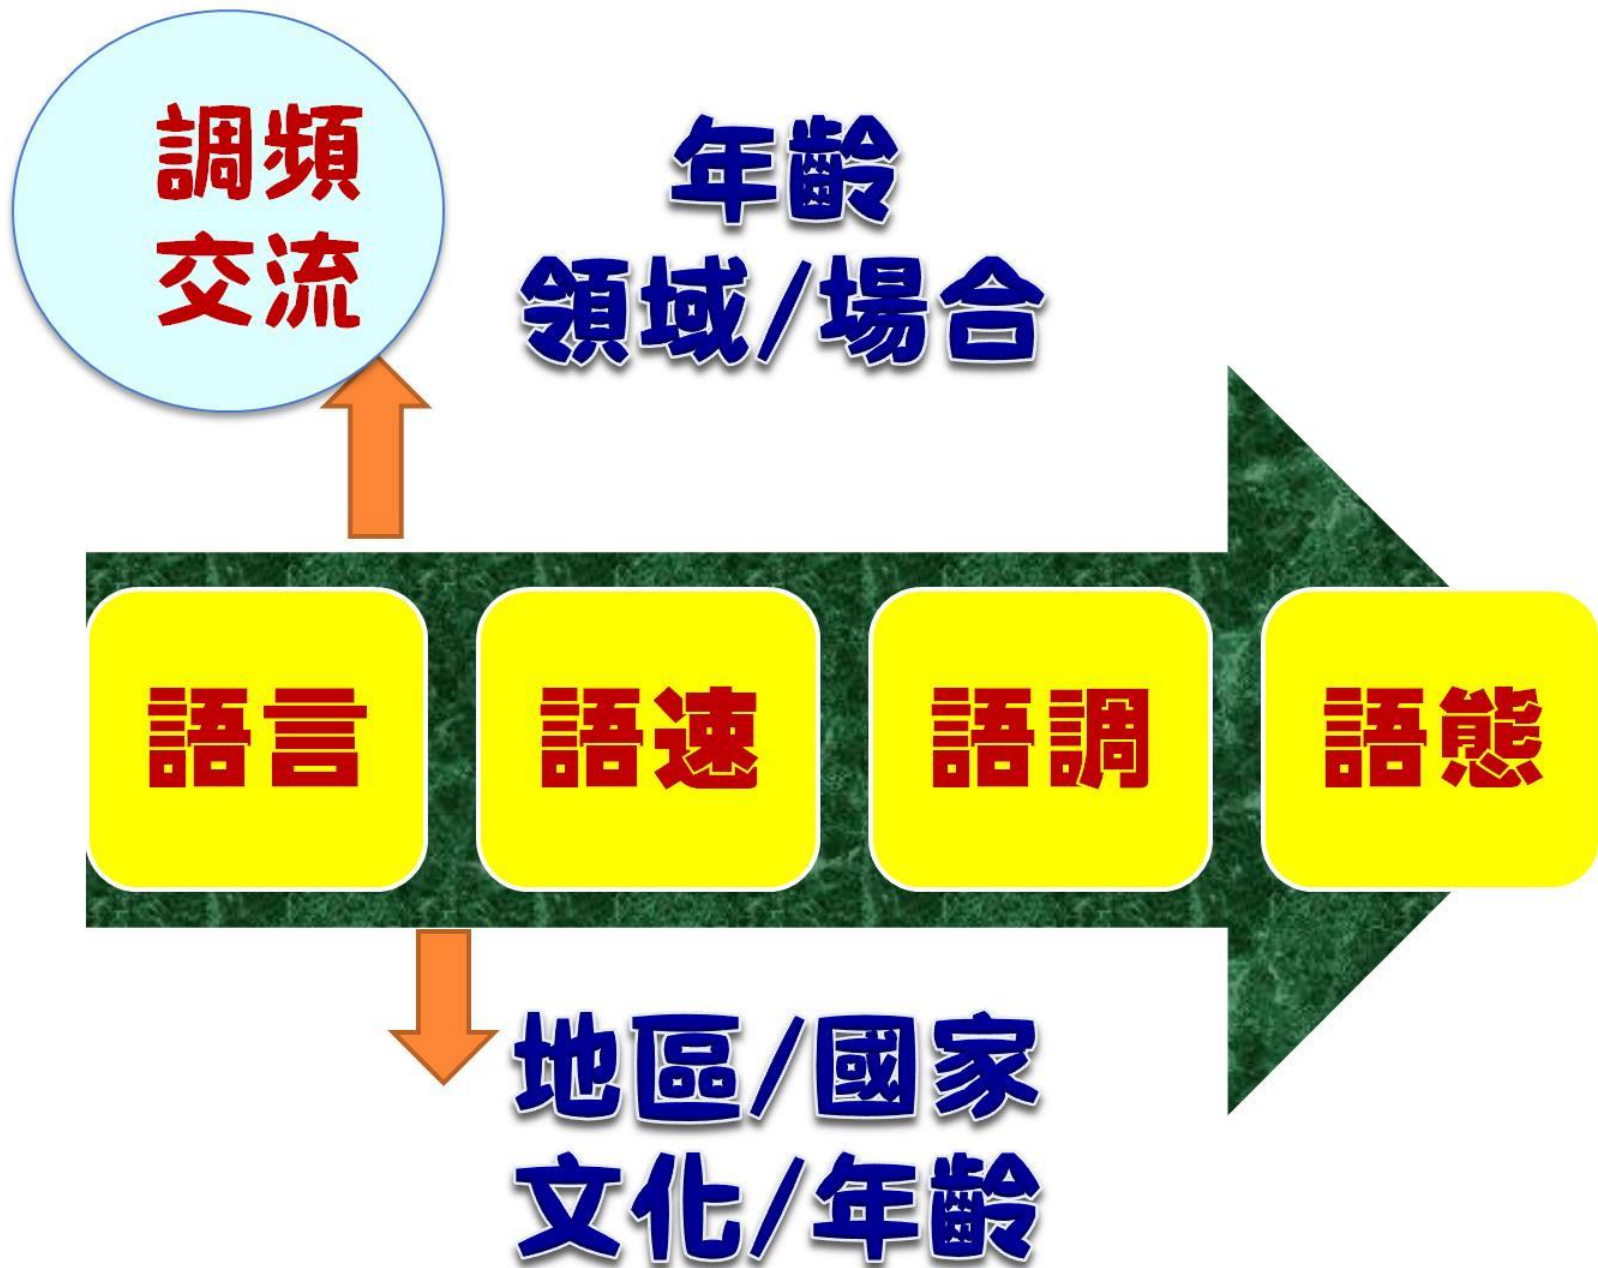 調頻
交流
年齡
領域/場合
語言
語速
語調
語態
地區/國家
文化/年齡